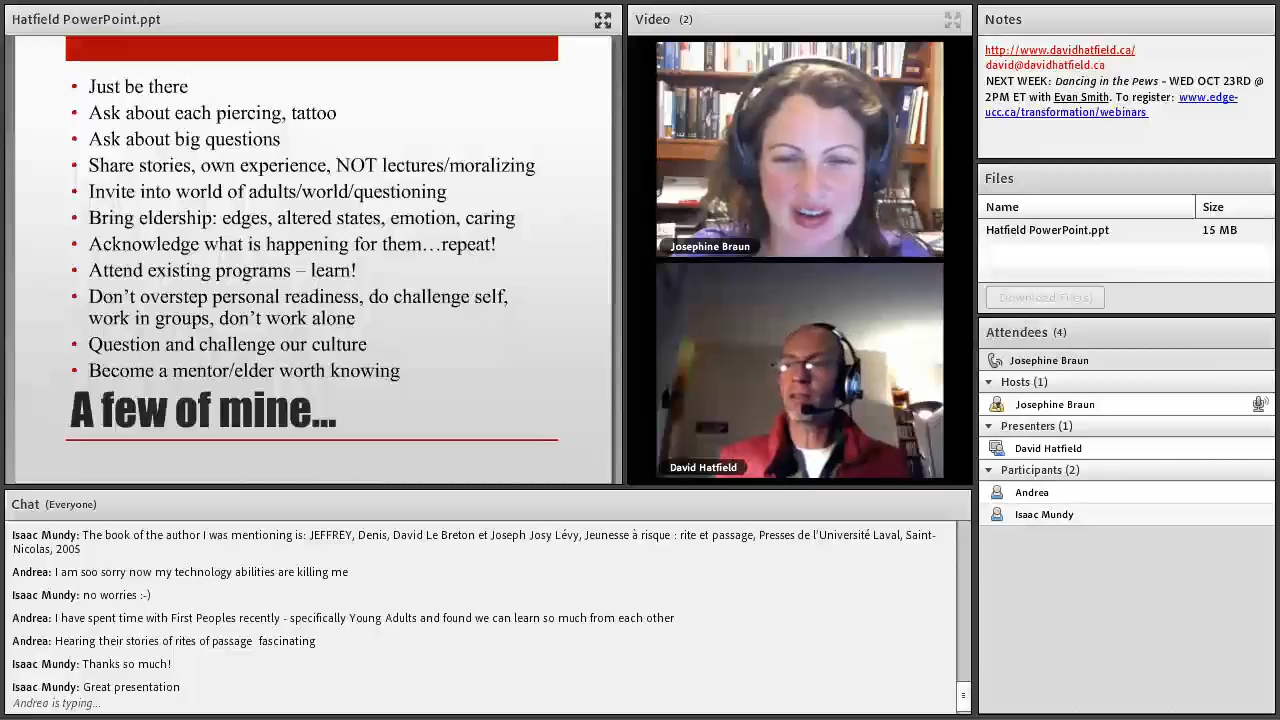 Hatfield PowerPoint.ppt
• Just be there
• Ask about each piercing, tattoo
• Ask about big questions
• Share stories, own experience, NOT lectures/moralizing
• Invite into world of adults/world/questioning
• Bring eldership: edges, altered states, emotion, caring
• Acknowledge what is happening for them…repeat!
• Attend existing programs – learn!
• Don’t overstep personal readiness, do challenge self,
work in groups, don’t work alone
• Question and challenge our culture
• Become a mentor/elder worth knowing
A few of mine...
Video (2)
Josephine Braun
David Hatfield
Notes
http://www.davidhatfield.ca/
david@davidhatfield.ca
NEXT WEEK: Dancing in the Pews - WED OCT 23RD @
2PM ET with Evan Smith. To register: www.edge-
ucc.ca/transformation/webinars
Files
Name Size
Hatfield PowerPoint.ppt 15 MB
Download File(s)
Attendees (4)
Josephine Braun
Hosts (1)
Josephine Braun
Presenters (1)
David Hatfield
Participants (2)
Andrea
Isaac Mundy
Chat (Everyone)
Isaac Mundy: The book of the author I was mentioning is: JEFFREY, Denis, David Le Breton et Joseph Josy Lévy, Jeunesse à risque : rite et passage, Presses de l’Université Laval, Saint-
Nicolas, 2005
Andrea: I am soo sorry now my technology abilities are killing me
Isaac Mundy: no worries :-)
Andrea: I have spent time with First Peoples recently - specifically Young Adults and found we can learn so much from each other
Andrea: Hearing their stories of rites of passage fascinating
Isaac Mundy: Thanks so much!
Isaac Mundy: Great presentation
Andrea is typing...